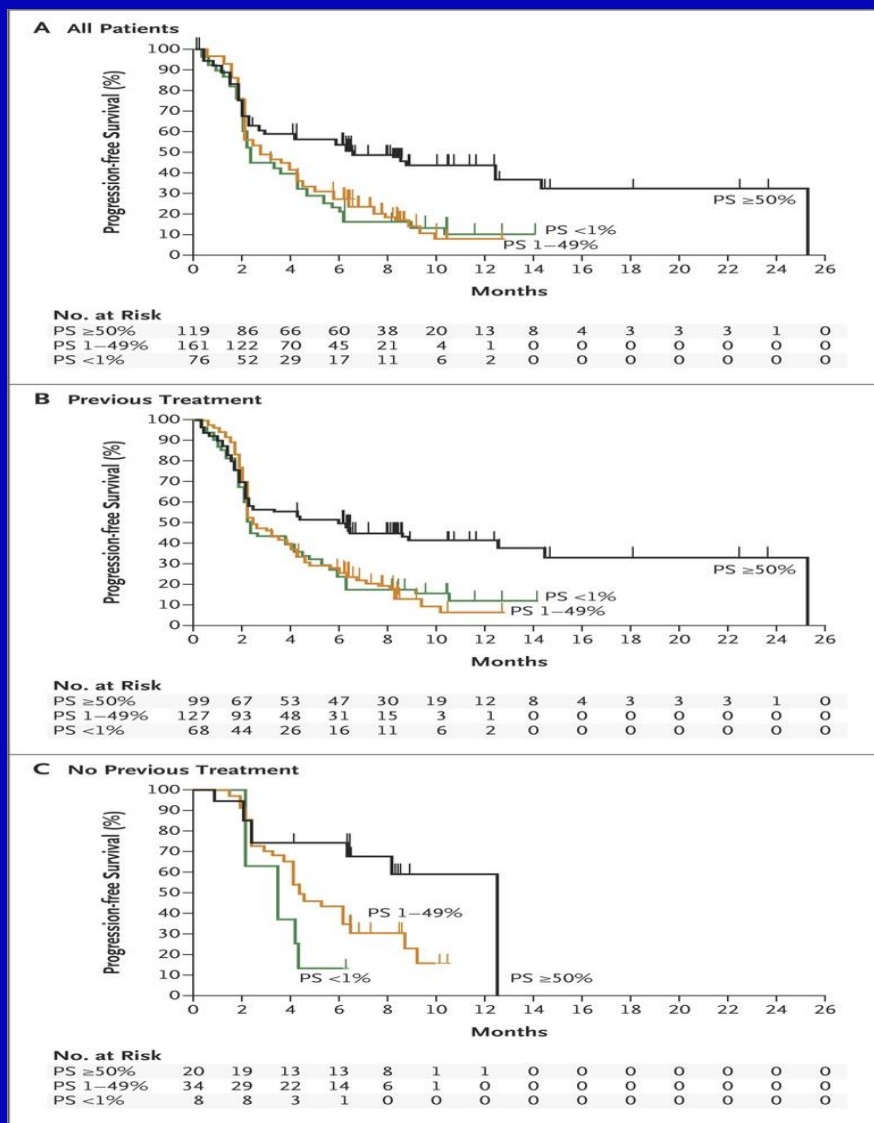 A All Patients
Progression-free Survival (%)
100
90
80
70
60
50
40
30
20
10
0
PS ≥50%
PS <1%
PS 1–49%
0 2 4 6 8 10 12 14 16 18 20 22 24 26
Months
No. at Risk
PS ≥50% 119 86 66 60 38 20 13 8 4 3 3 3 1 0
PS 1–49% 161 122 70 45 21 4 1 0 0 0 0 0 0 0
PS <1% 76 52 29 17 11 6 2 0 0 0 0 0 0 0
B Previous Treatment
Progression-free Survival (%)
100
90
80
70
60
50
40
30
20
10
0
PS ≥50%
PS <1%
PS 1–49%
0 2 4 6 8 10 12 14 16 18 20 22 24 26
Months
No. at Risk
PS ≥50% 99 67 53 47 30 19 12 8 4 3 3 3 1 0
PS 1–49% 127 93 48 31 15 3 1 0 0 0 0 0 0 0
PS <1% 68 44 26 16 11 6 2 0 0 0 0 0 0 0
C No Previous Treatment
Progression-free Survival (%)
100
90
80
70
60
50
40
30
20
10
0
PS 1–49%
PS <1%
PS ≥50%
0 2 4 6 8 10 12 14 16 18 20 22 24 26
Months
No. at Risk
PS ≥50% 20 19 13 13 8 1 1 0 0 0 0 0 0 0
PS 1–49% 34 29 22 14 6 1 0 0 0 0 0 0 0 0
PS <1% 8 8 3 1 0 0 0 0 0 0 0 0 0 0